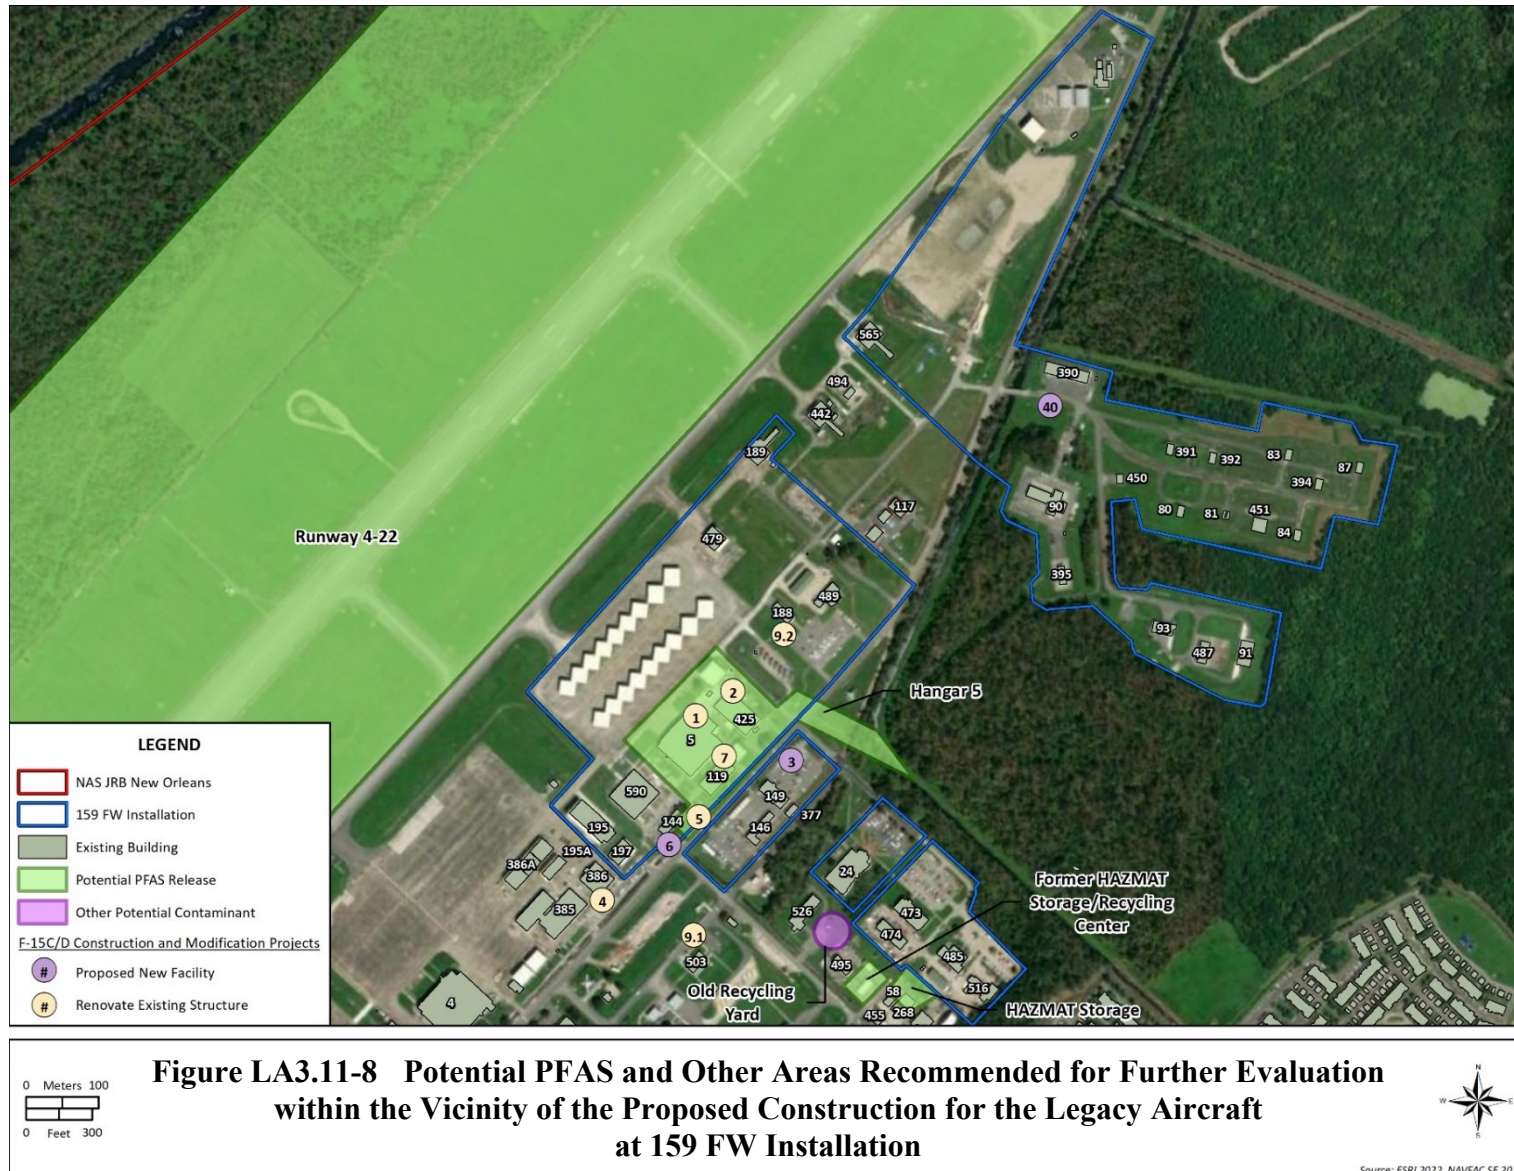 565
390
494
40
442
189
391
392
83
87
450
394
117
90
80
81
451
84
Runway 4-22
479
395
489
188
9.2
93
487
91
2
Hangar 5
1
425
5
7
3
119
149
590
377
5
144
146
195
6
197
195A
386A
386
24
4
385
Former HAZMAT
Storage/Recycling
Center
526
473
474
9.1
485
503
495
516
Old Recycling
Yard
58
4
455
268
HAZMAT Storage
LEGEND
NAS JRB New Orleans
159 FW Installation
Existing Building
Potential PFAS Release
Other Potential Contaminant
F-15C/D Construction and Modification Projects
# Proposed New Facility
# Renovate Existing Structure
0 Meters 100
0 Feet 300
Figure LA3.11-8 Potential PFAS and Other Areas Recommended for Further Evaluation
within the Vicinity of the Proposed Construction for the Legacy Aircraft
at 159 FW Installation
N
W E
S
Source: ESRI 2022, NAVFAC SE 20